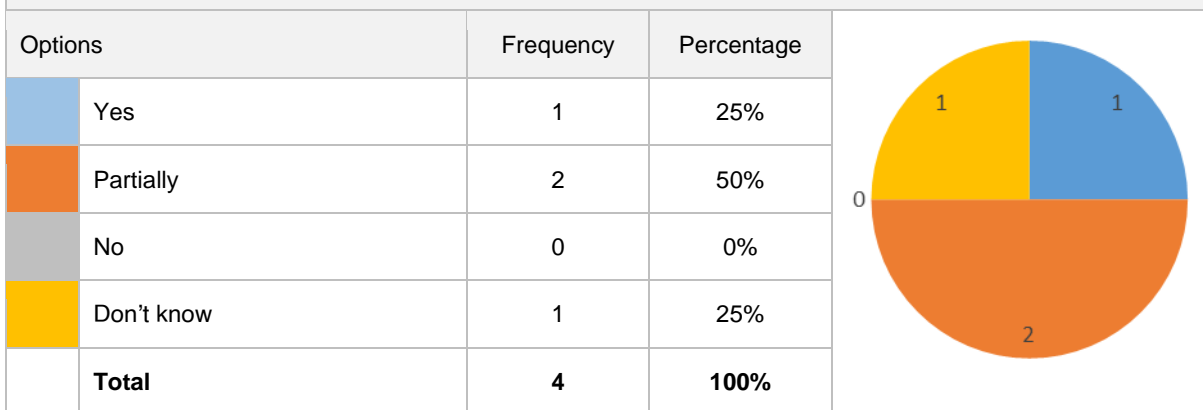 Options Frequency Percentage
Yes 1 25%
Partially 2 50%
No 0 0%
Don’t know 1 25%
Total 4 100%
1 1
0
2